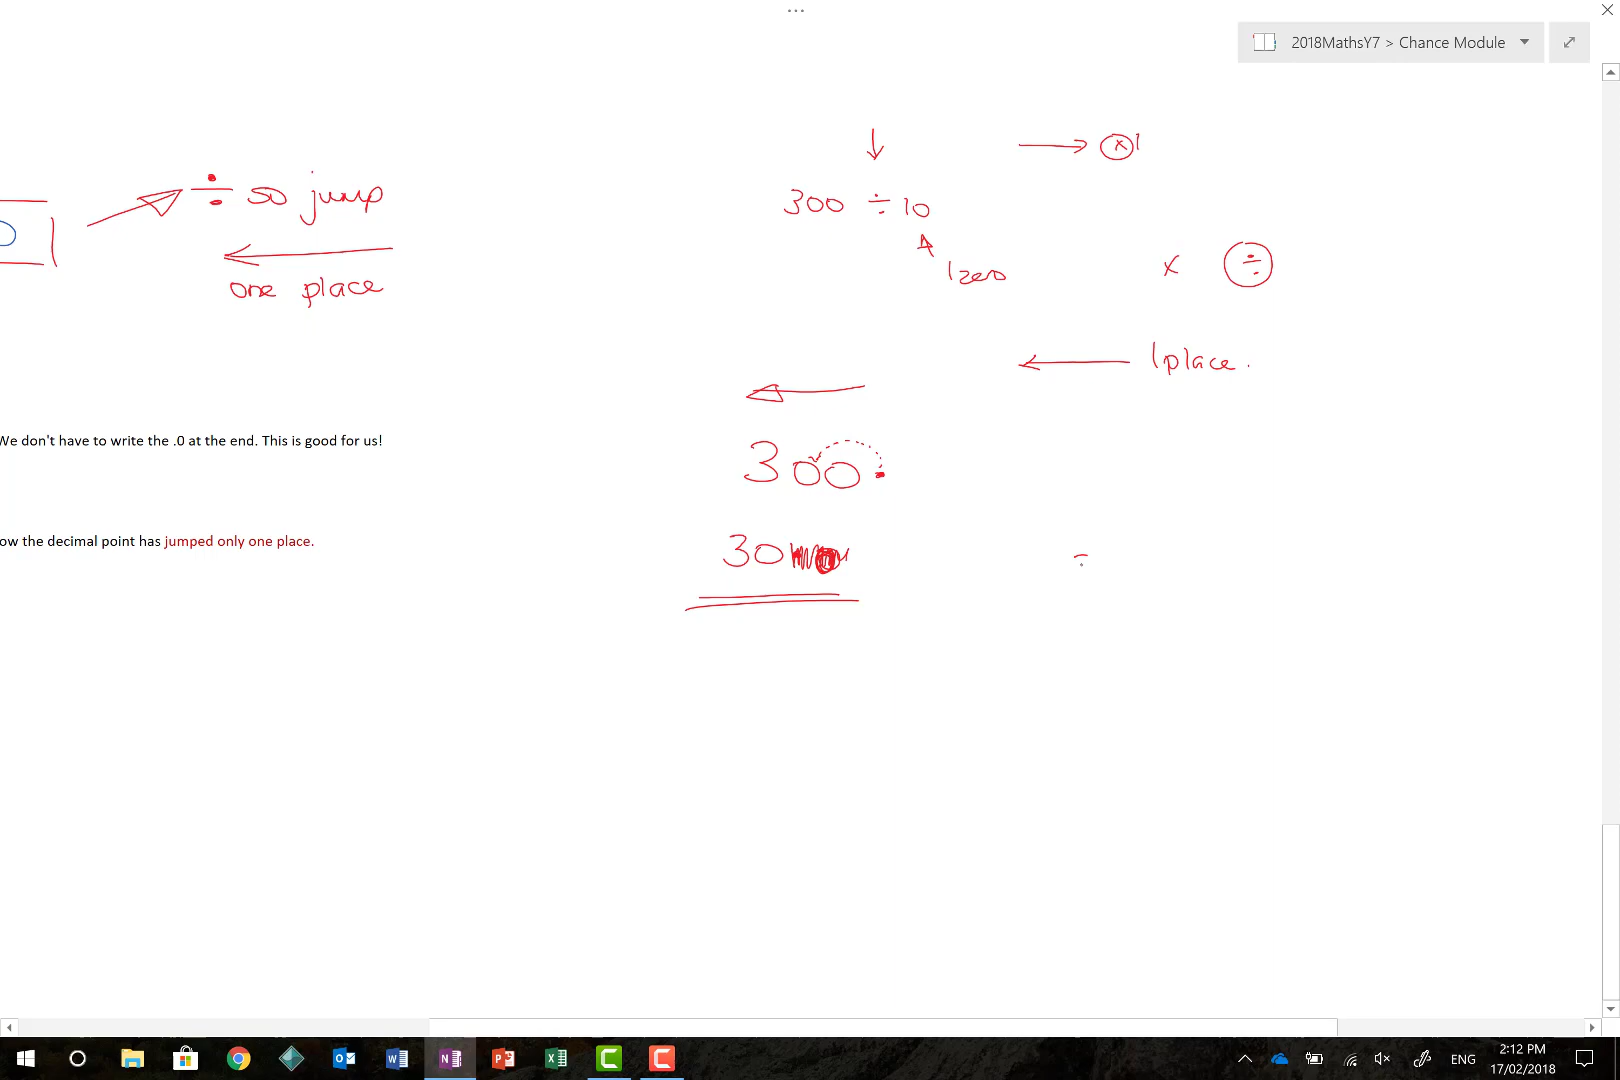 ...
2018MathsY7 > Chance Module
→ ×
÷ so jump
← one place
↓
300 ÷ 10
1 zero
× ÷
← 1 place.
We don't have to write the .0 at the end. This is good for us!
←
300.
ow the decimal point has jumped only one place.
30
ENG
2:12 PM
17/02/2018